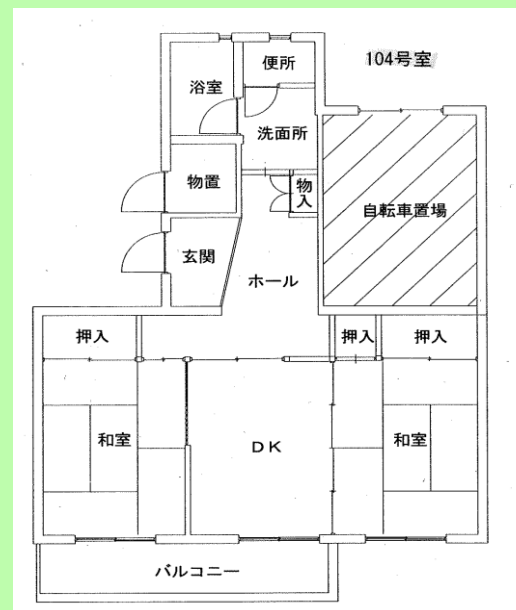 104号室
便所
浴室
洗面所
物置
物入
自転車置場
玄関
ホール
押入
押入
押入
和室
DK
和室
バルコニー